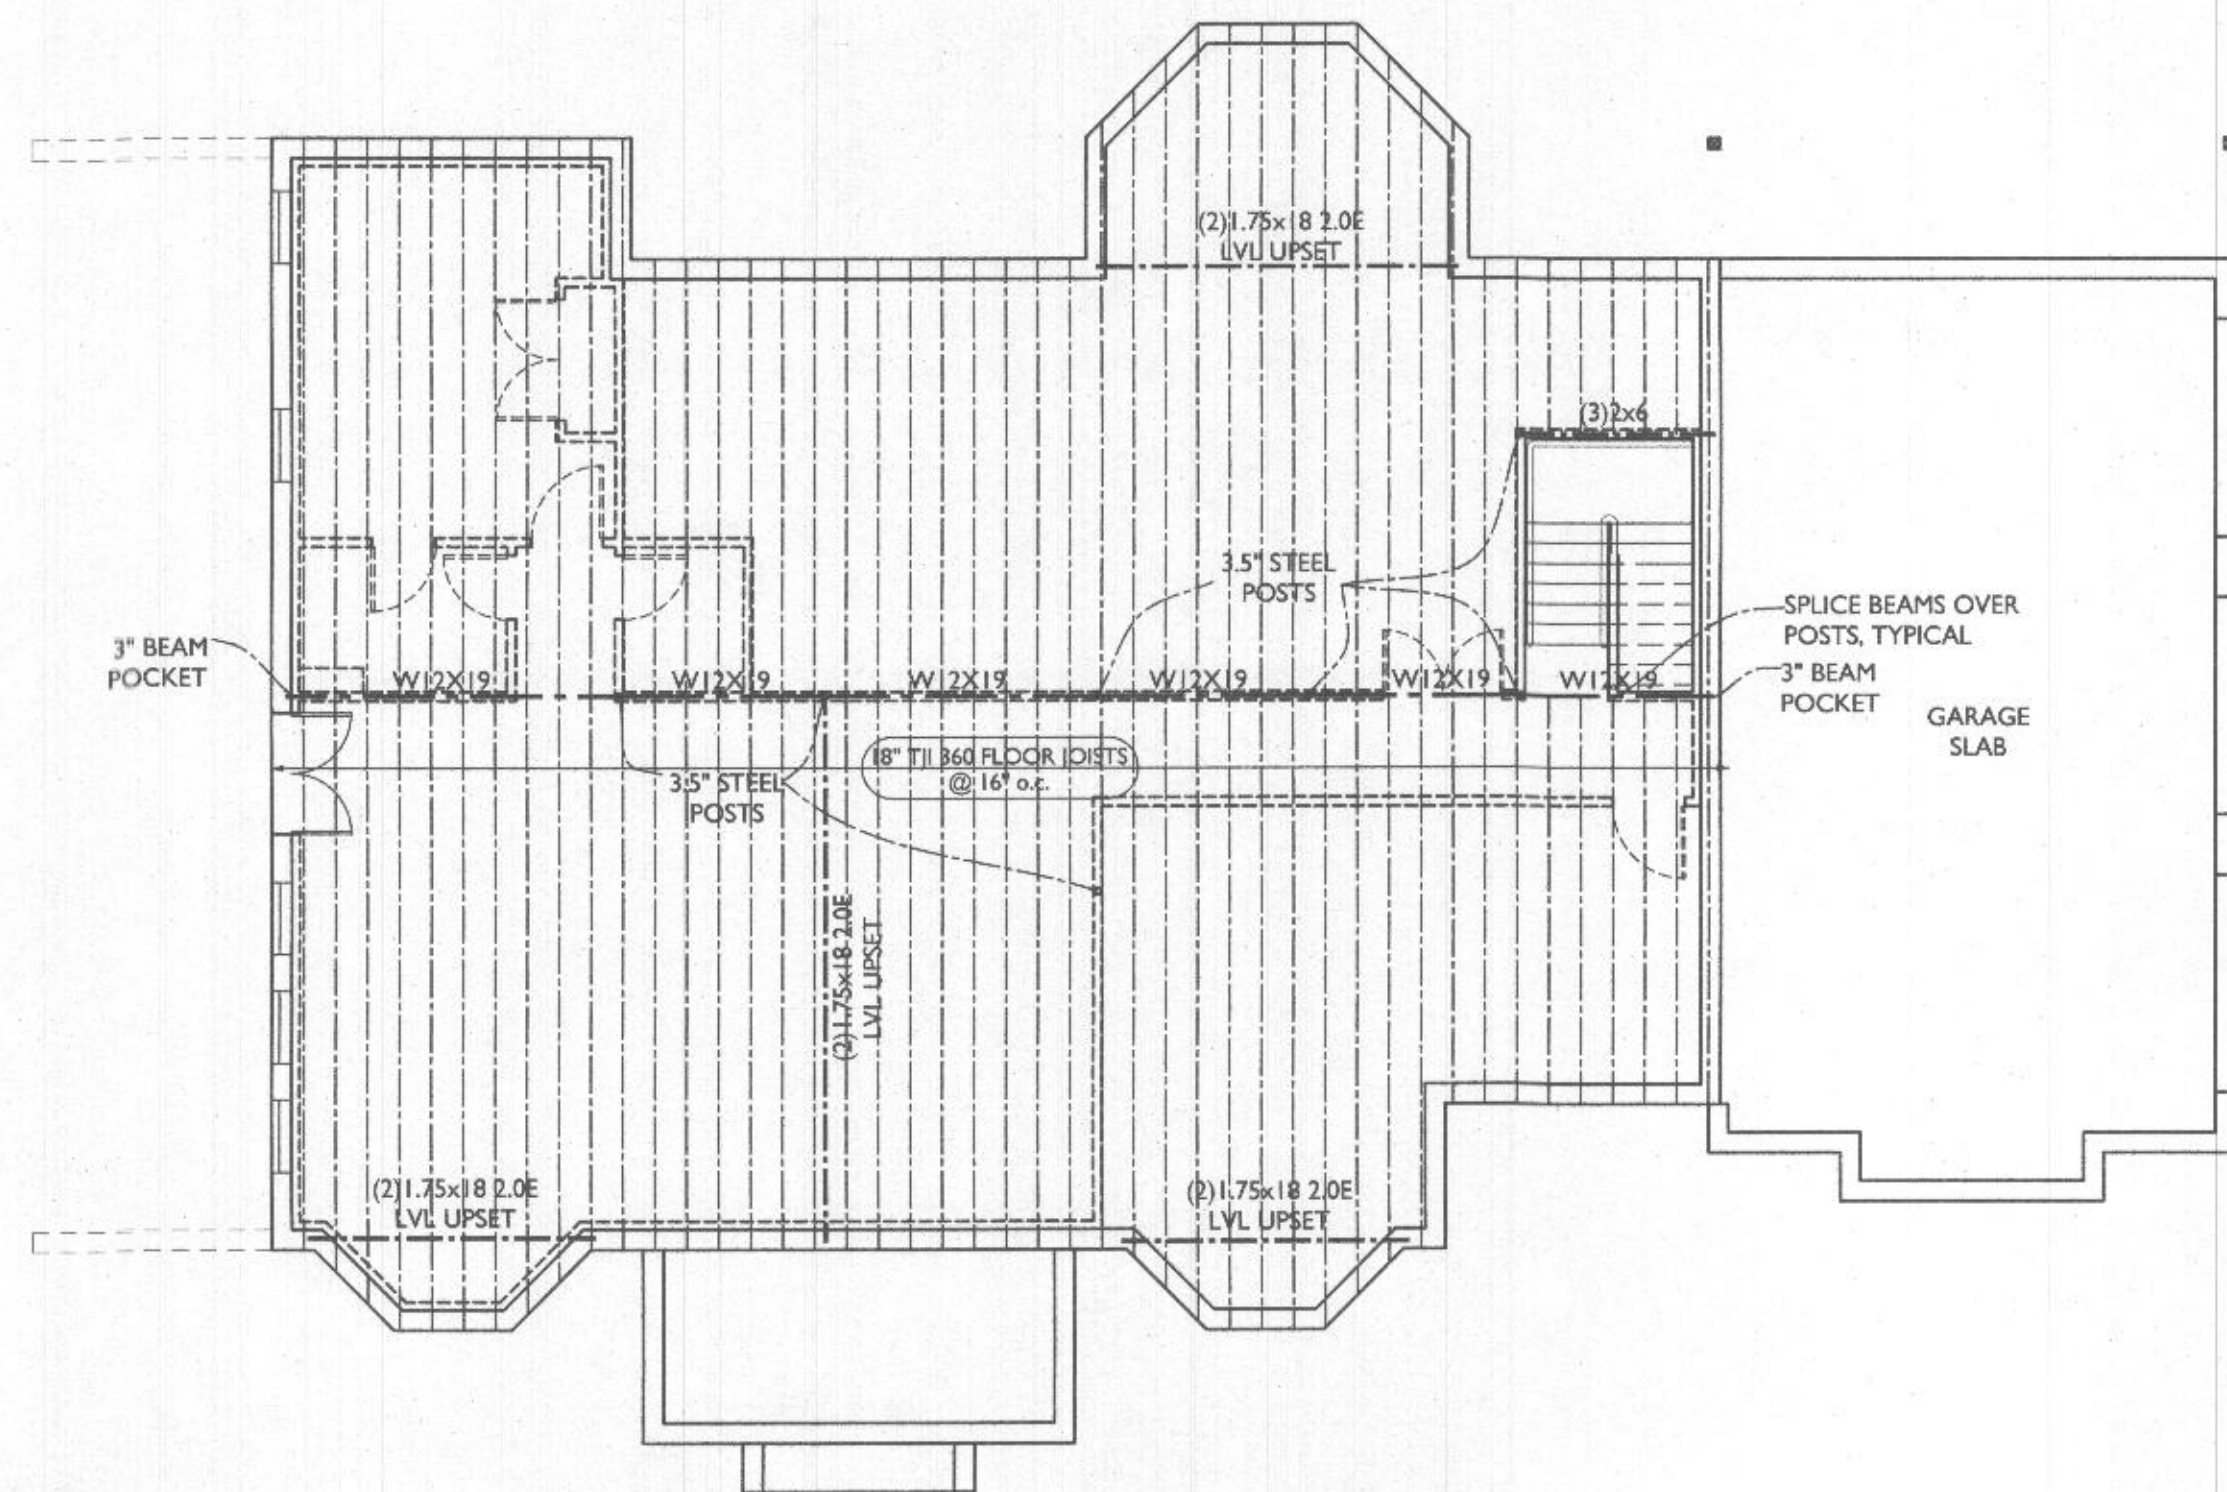 (2)1.75x18 2.0E
LVL UPSET
(3)2x6
3.5" STEEL
POSTS
SPLICE BEAMS OVER
POSTS, TYPICAL
3" BEAM
POCKET
3" BEAM
POCKET
W12X19
W12X19
W12X19
W12X19
W12X19
W12X19
GARAGE
SLAB
18" TJI 360 FLOOR JOISTS
@ 16" o.c.
3.5" STEEL
POSTS
(2)1.75x18 2.0E
LVL UPSET
(2)1.75x18 2.0E
LVL UPSET
(2)1.75x18 2.0E
LVL UPSET